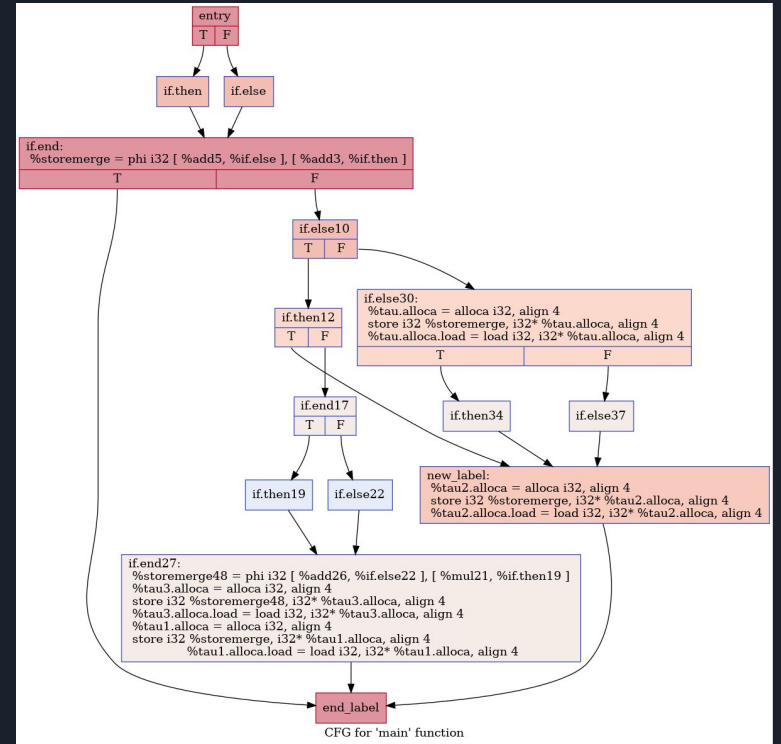 entry
T F
if.then
if.else
if.end:
%storemerge = phi i32 [ %add5, %if.else ], [ %add3, %if.then ]
T F
if.else10
T F
if.then12
T F
if.else30:
%tau.alloca = alloca i32, align 4
store i32 %storemerge, i32* %tau.alloca, align 4
%tau.alloca.load = load i32, i32* %tau.alloca, align 4
T F
if.end17
T F
if.then34
if.else37
if.then19
if.else22
new_label:
%tau2.alloca = alloca i32, align 4
store i32 %storemerge, i32* %tau2.alloca, align 4
%tau2.alloca.load = load i32, i32* %tau2.alloca, align 4
if.end27:
%storemerge48 = phi i32 [ %add26, %if.else22 ], [ %mul21, %if.then19 ]
%tau3.alloca = alloca i32, align 4
store i32 %storemerge48, i32* %tau3.alloca, align 4
%tau3.alloca.load = load i32, i32* %tau3.alloca, align 4
%tau1.alloca = alloca i32, align 4
store i32 %storemerge, i32* %tau1.alloca, align 4
%tau1.alloca.load = load i32, i32* %tau1.alloca, align 4
end_label
CFG for 'main' function